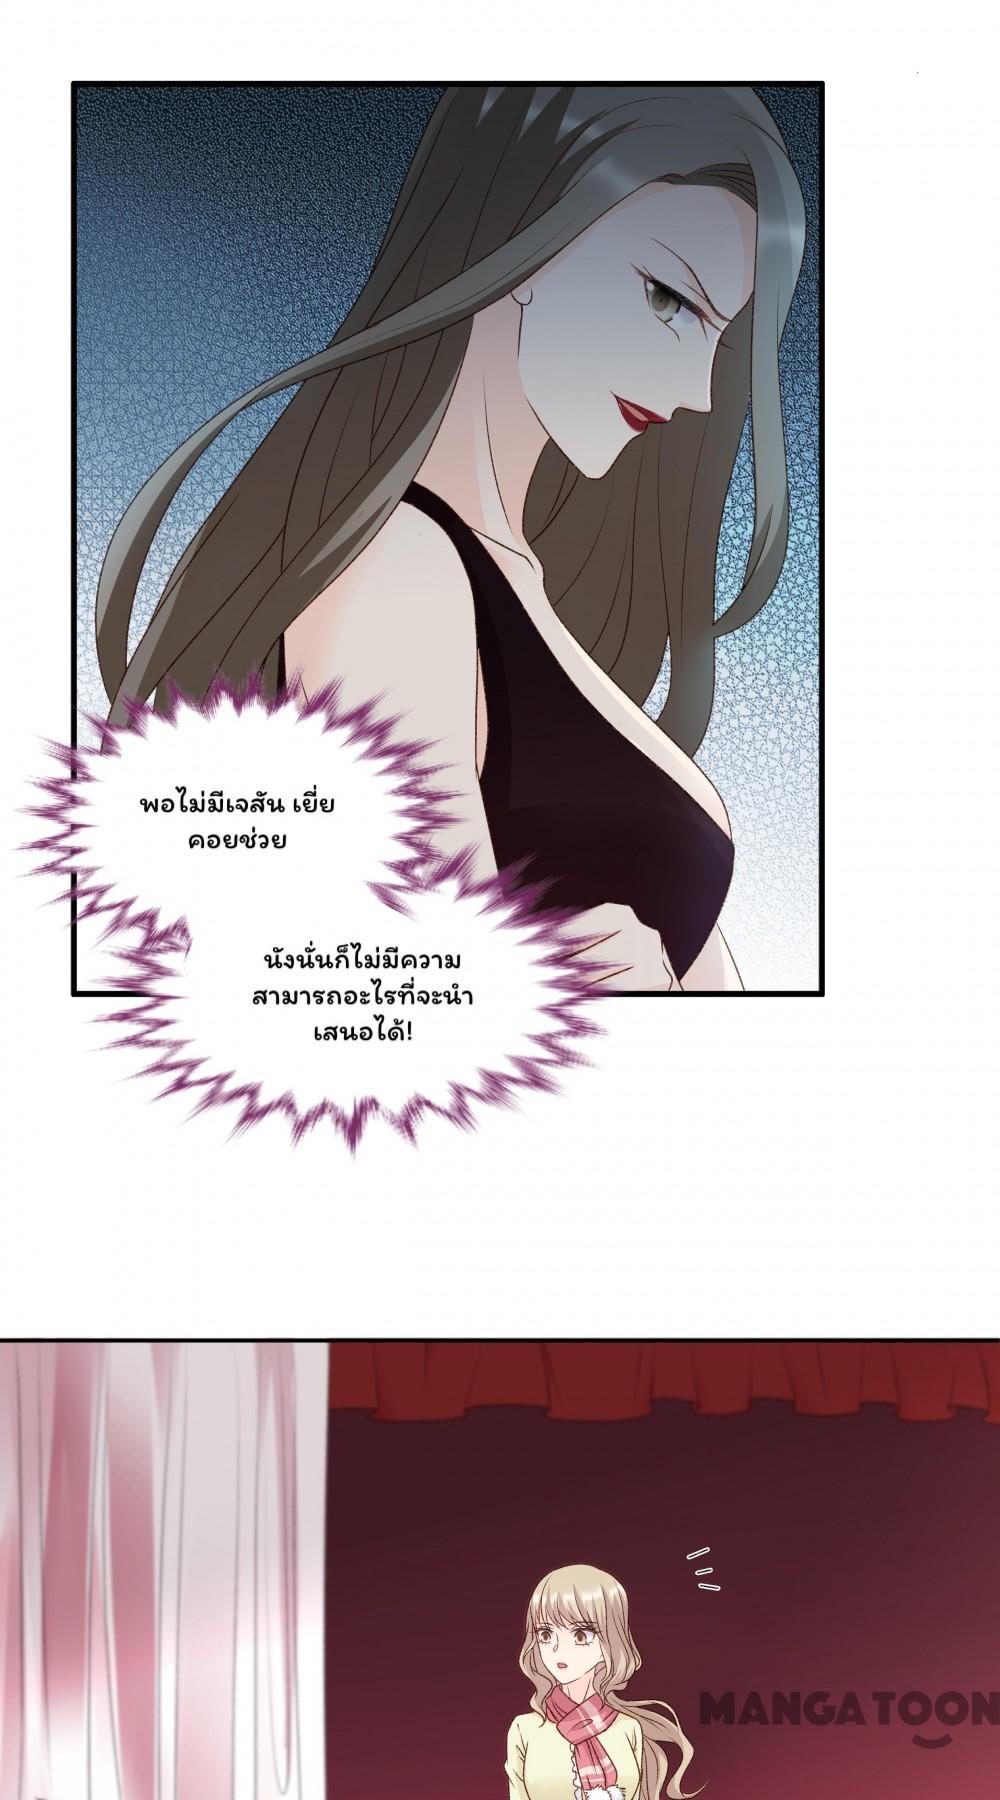 พอไม่มีเจสัน เยี่ย
คอยช่วย
นังนั่นก็ไม่มีความ
สามารถอะไรที่จะนำ
เสนอได้!
MANGATOON